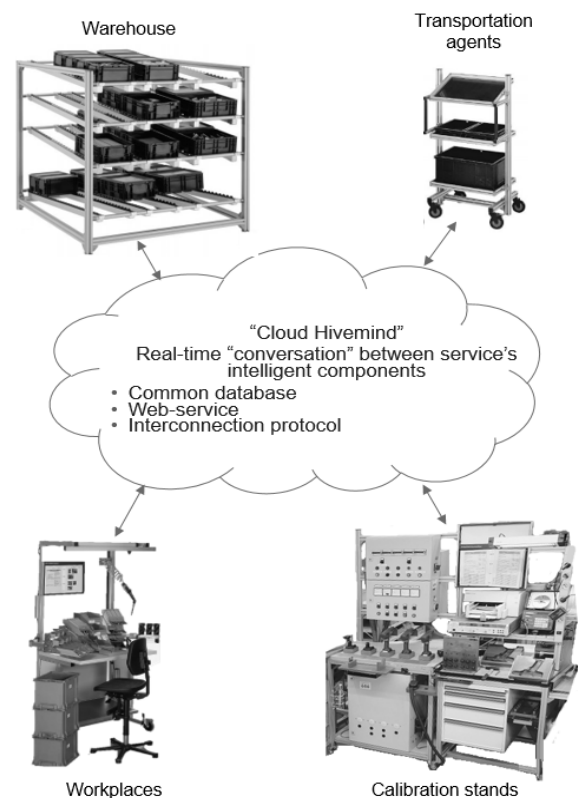 Warehouse
Transportation
agents
“Cloud Hivemind”
Real-time “conversation” between service’s
intelligent components
• Common database
• Web-service
• Interconnection protocol
Workplaces
Calibration stands